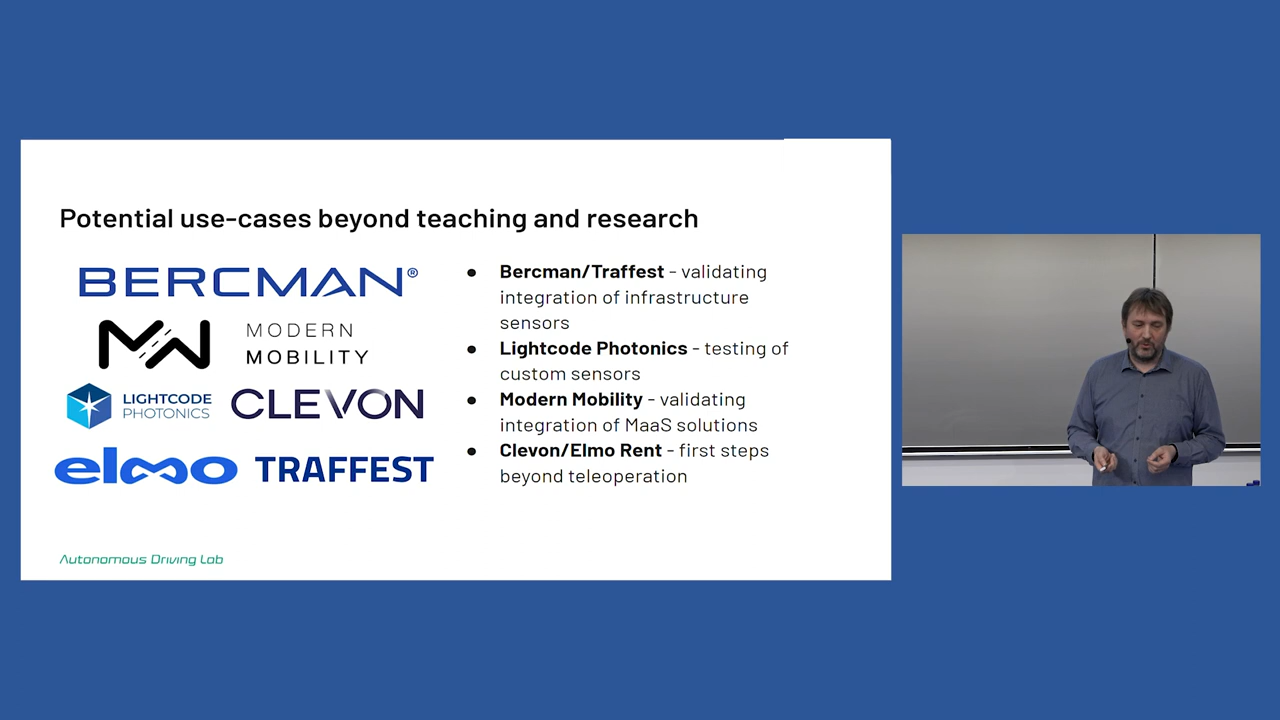 Potential use-cases beyond teaching and research
BERCMAN®
MODERN
MOBILITY
LIGHTCODE
PHOTONICS
CLEVON
elmo
TRAFFEST
● Bercman/Traffest - validating
integration of infrastructure
sensors
● Lightcode Photonics - testing of
custom sensors
● Modern Mobility - validating
integration of MaaS solutions
● Clevon/Elmo Rent - first steps
beyond teleoperation
Autonomous Driving Lab